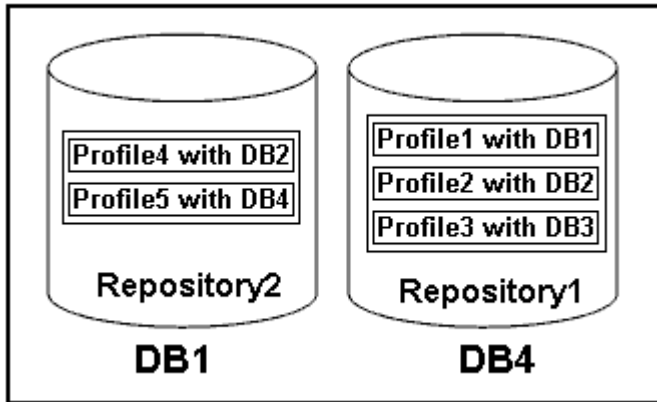 Profile4 with DB2
Profile5 with DB4
Repository2
DB1
Profile1 with DB1
Profile2 with DB2
Profile3 with DB3
Repository1
DB4